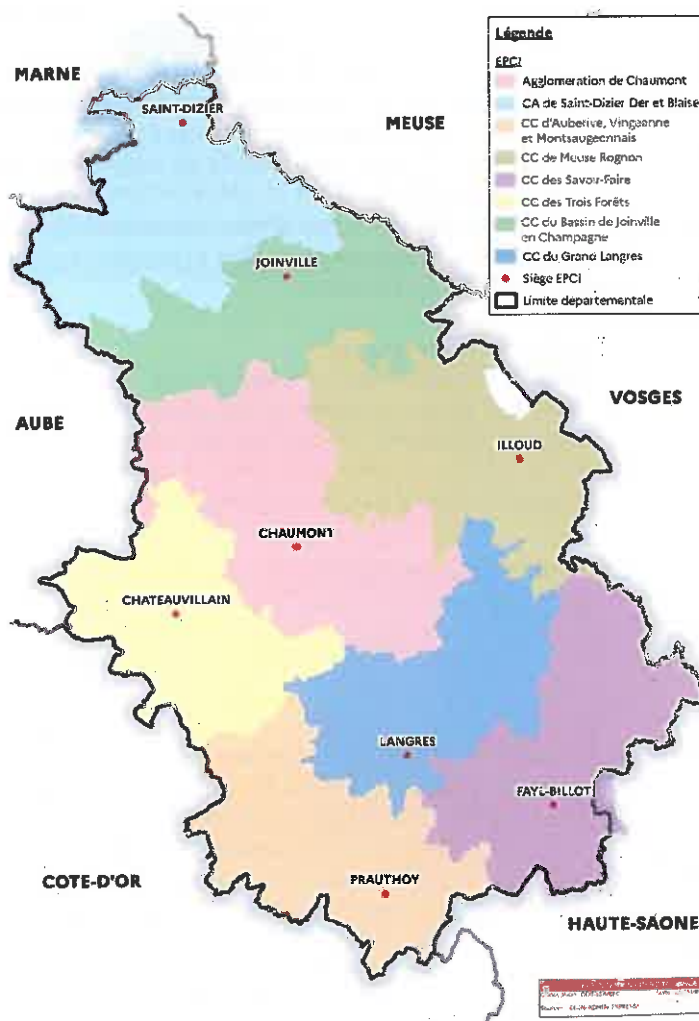 Légende
EPCI
Agglomération de Chaumont
CA de Saint-Dizier Der et Blaise
CC d'Auberive, Vingeanne
et Montsaugeonnais
CC de Meuse Rognon
CC des Savoir-Faire
CC des Trois Forêts
CC du Bassin de Joinville
en Champagne
CC du Grand Langres
Siège EPCI
Limite départementale
MARNE
SAINT-DIZIER
MEUSE
JOINVILLE
VOSGES
AUBE
ILLOUD
CHAUMONT
CHATEAUVILLAIN
LANGRES
FAYL-BILLOT
PRAUTHOY
COTE-D'OR
HAUTE-SAONE